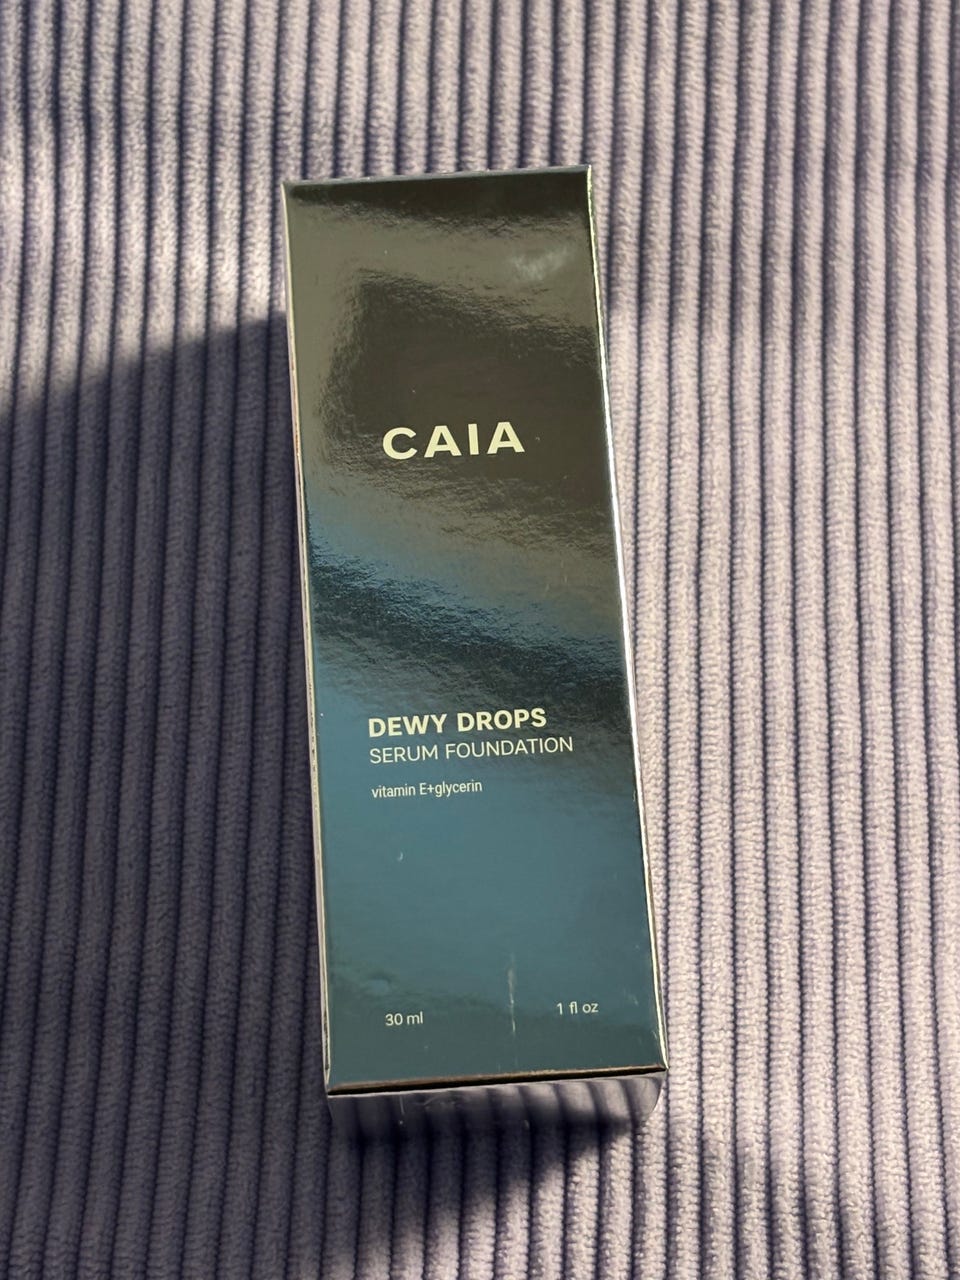 CAIA
DEWY DROPS
SERUM FOUNDATION
vitamin E+glycerin
30 ml
1 fl oz